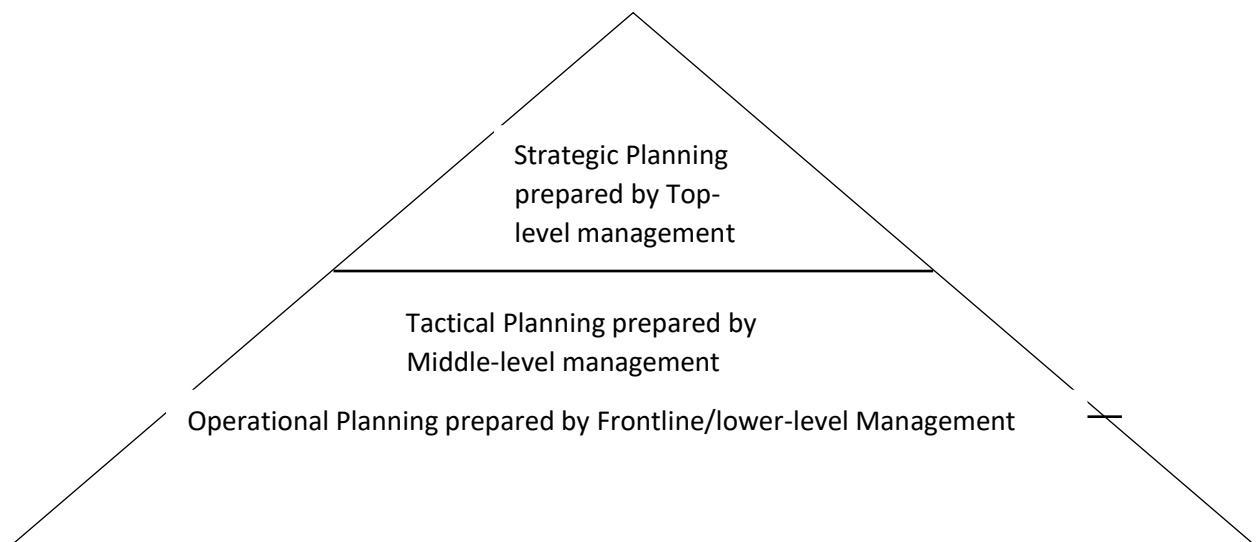 Strategic Planning
prepared by Top-
level management
Tactical Planning prepared by
Middle-level management
Operational Planning prepared by Frontline/lower-level Management